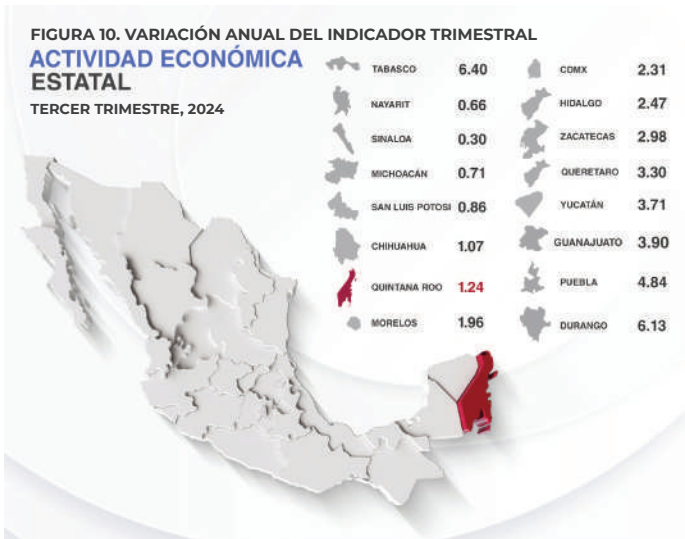 FIGURA 10. VARIACIÓN ANUAL DEL INDICADOR TRIMESTRAL
ACTIVIDAD ECONÓMICA
ESTATAL
TERCER TRIMESTRE, 2024
TABASCO 6.40
NAYARIT 0.66
SINALOA 0.30
MICHOACÁN 0.71
SAN LUIS POTOSI 0.86
CHIHUAHUA 1.07
QUINTANA ROO 1.24
MORELOS 1.96
CDMX 2.31
HIDALGO 2.47
ZACATECAS 2.98
QUERETARO 3.30
YUCATÁN 3.71
GUANAJUATO 3.90
PUEBLA 4.84
DURANGO 6.13